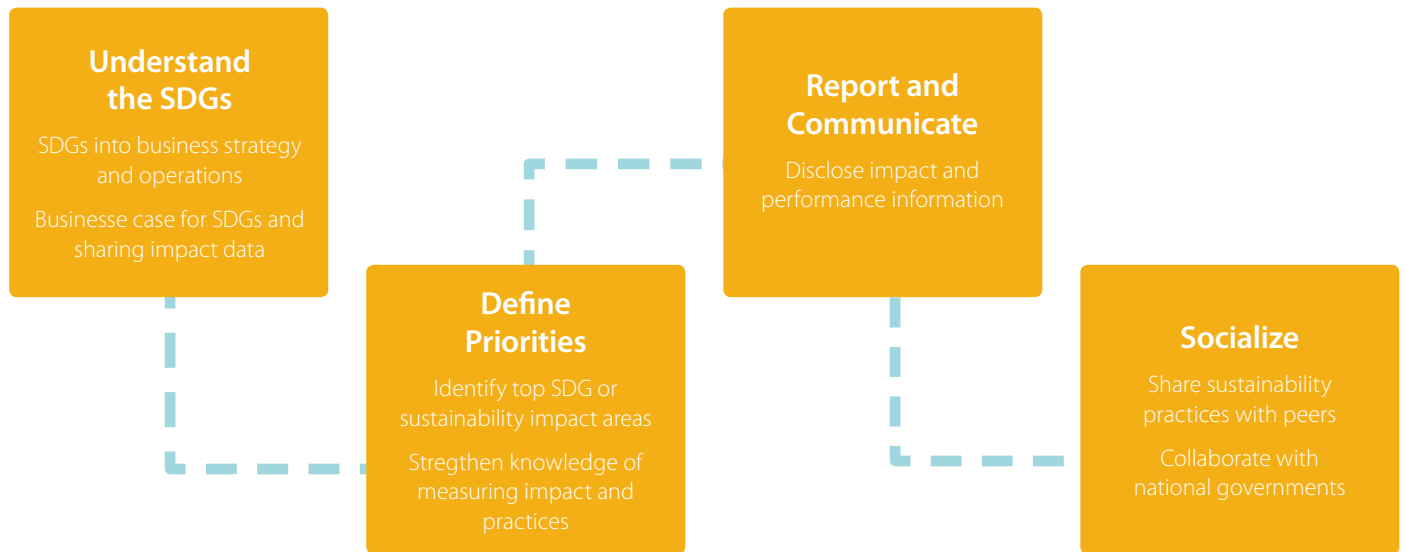 Understand
the SDGs
SDGs into business strategy
and operations
Businesse case for SDGs and
sharing impact data
Define
Priorities
Identify top SDG or
sustainability impact areas
Stregthen knowledge of
measuring impact and
practices
Report and
Communicate
Disclose impact and
performance information
Socialize
Share sustainability
practices with peers
Collaborate with
national governments